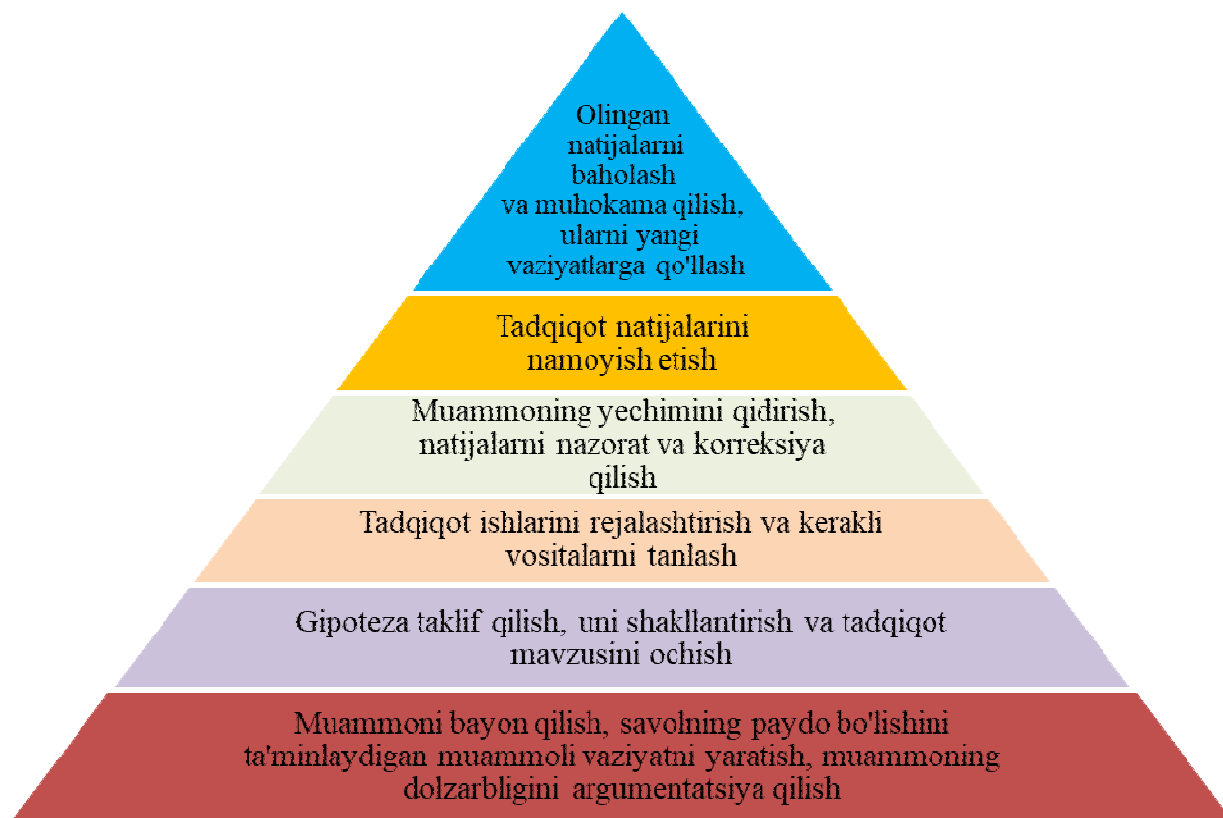 Olingan
natijalarni
baholash
va muhokama qilish,
ularni yangi
vaziyatlarga qo'llash
Tadqiqot natijalarini
namoyish etish
Muammoning yechimini qidirish,
natijalarni nazorat va korreksiya
qilish
Tadqiqot ishlarini rejalashtirish va kerakli
vositalarni tanlash
Gipoteza taklif qilish, uni shakllantirish va tadqiqot
mavzusini ochish
Muammoni bayon qilish, savolning paydo bo'lishini
ta'minlaydigan muammoli vaziyatni yaratish, muammoning
dolzarbligini argumentatsiya qilish